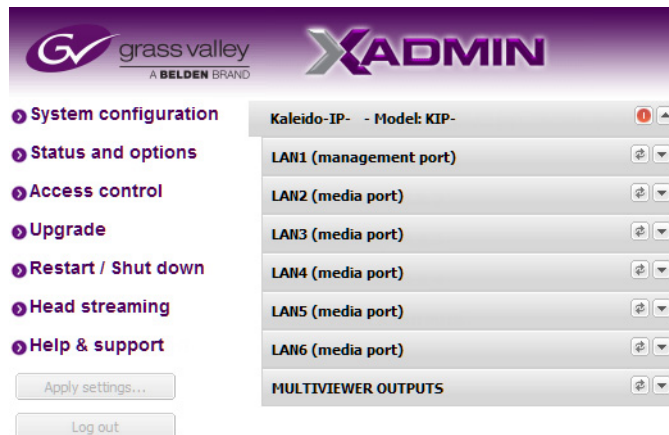 GV
grass valley
A BELDEN BRAND
XADMIN
System configuration
Status and options
Access control
Upgrade
Restart / Shut down
Head streaming
Help & support
Apply settings...
Log out
Kaleido-IP- - Model: KIP-
LAN1 (management port)
LAN2 (media port)
LAN3 (media port)
LAN4 (media port)
LAN5 (media port)
LAN6 (media port)
MULTIVIEWER OUTPUTS